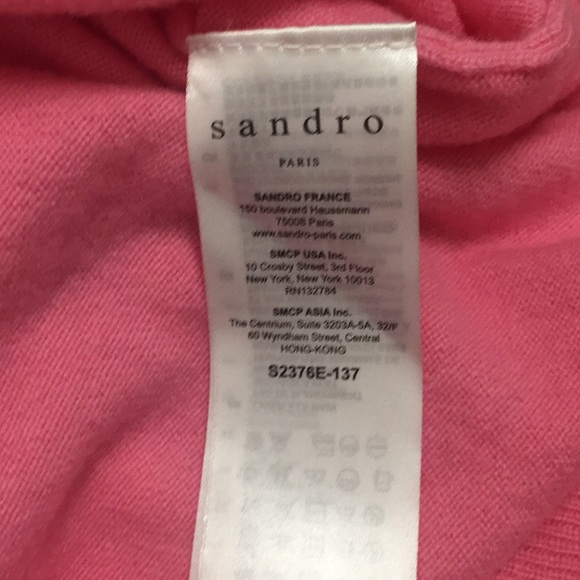 sandro
PARIS
SANDRO FRANCE
150 boulevard Haussmann
75008 Paris
www.sandro-paris.com
SMCP USA Inc.
10 Crosby Street, 3rd Floor
New York, New York 10013
RN132784
SMCP ASIA Inc.
The Centrium, Suite 3203A-5A, 32/F
60 Wyndham Street, Central
HONG-KONG
S2376E-137